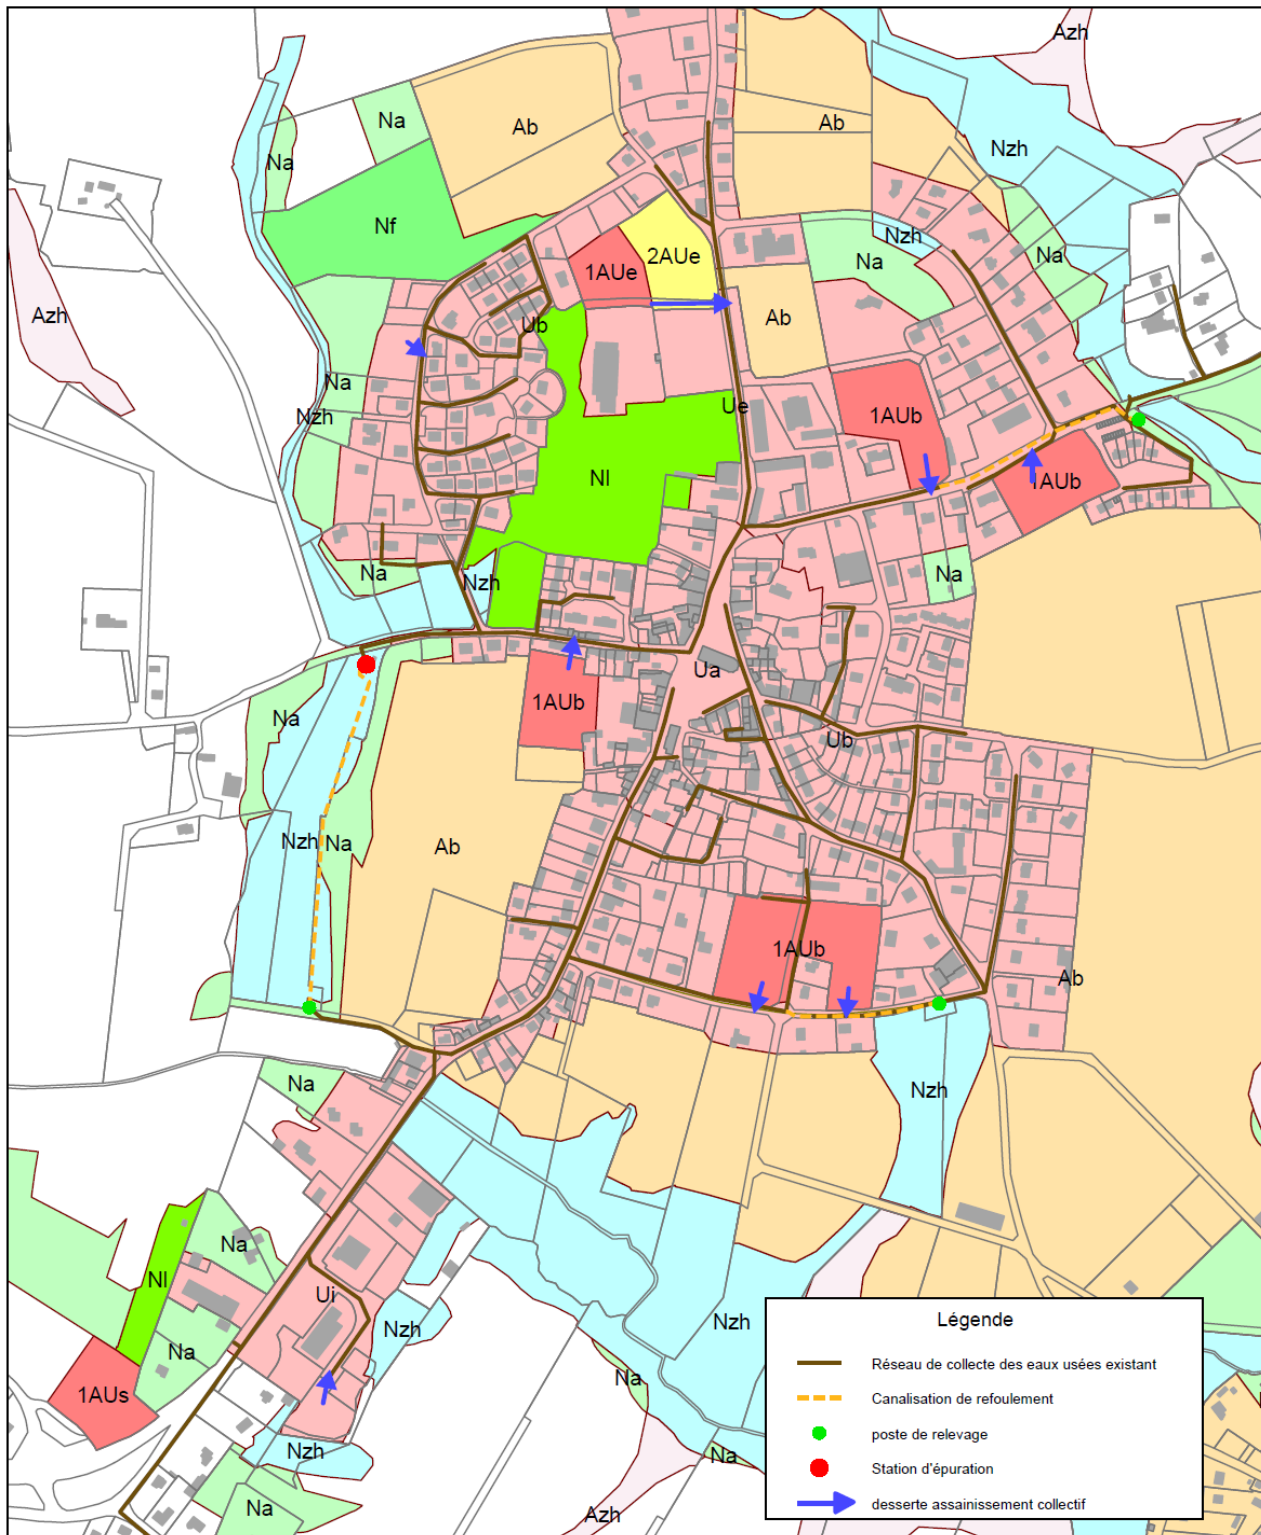 Azh
Na
Ab
Ab
Nzh
Na
Nf
Nzh
Na
Na
1AUe
2AUe
Azh
Ub
Ab
Na
Nzh
Ue
1AUb
Nl
1AUb
Na
Nzh
Na
Ua
Na
1AUb
Ub
Nzh
Na
Ab
1AUb
Ab
Na
Nzh
Na
Nl
Ui
Nzh
Nzh
Na
1AUs
Na
Nzh
Na
Na
Azh
Légende
Réseau de collecte des eaux usées existant
Canalisation de refoulement
poste de relevage
Station d'épuration
desserte assainissement collectif